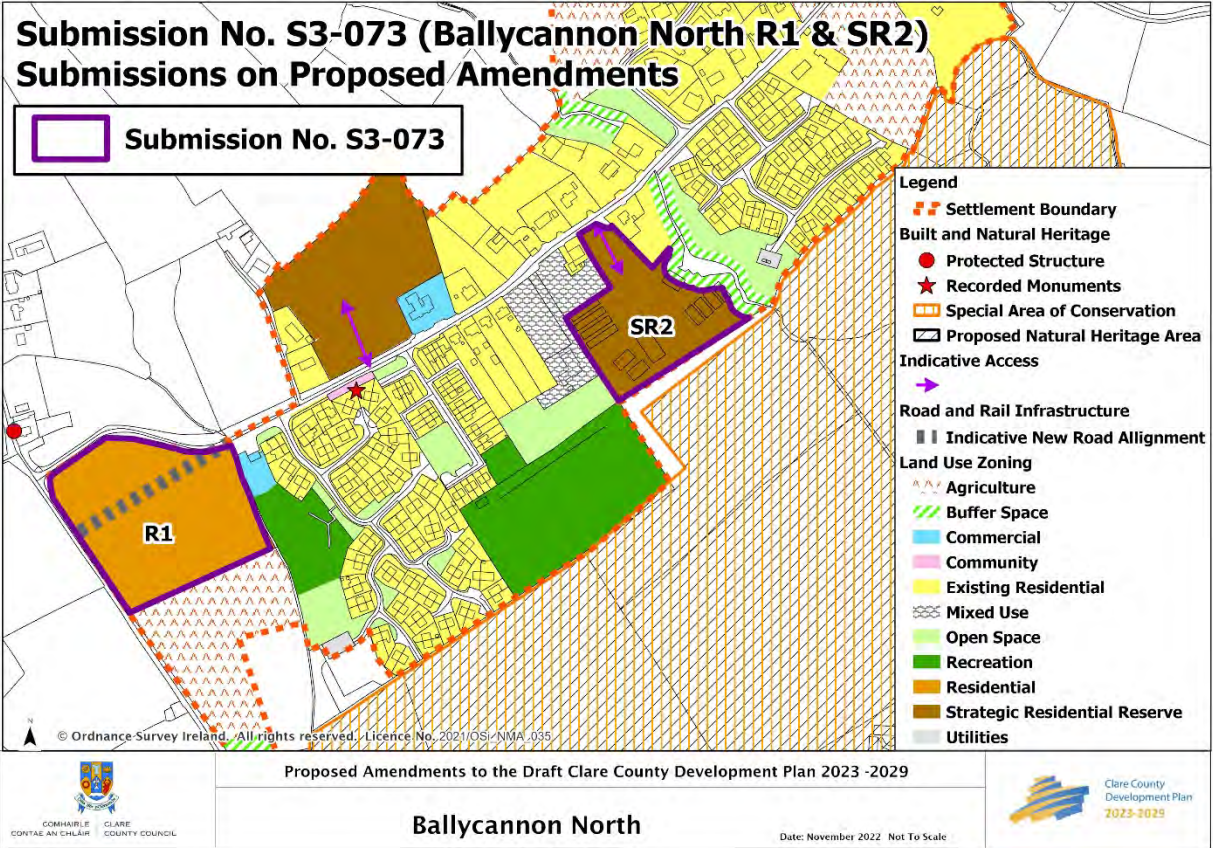 Submission No. S3-073 (Ballycannon North R1 & SR2)
Submissions on Proposed Amendments
Submission No. S3-073
Legend
Settlement Boundary
Built and Natural Heritage
Protected Structure
Recorded Monuments
Special Area of Conservation
Proposed Natural Heritage Area
Indicative Access
Road and Rail Infrastructure
Indicative New Road Allignment
Land Use Zoning
Agriculture
Buffer Space
Commercial
Community
Existing Residential
Mixed Use
Open Space
Recreation
Residential
Strategic Residential Reserve
Utilities
SR2
R1
N
© Ordnance Survey Ireland. All rights reserved. Licence No. 2021/OSi/NMA_035
COMHAIRLE CONTAE AN CHLÁIR
CLARE COUNTY COUNCIL
Proposed Amendments to the Draft Clare County Development Plan 2023 -2029
Ballycannon North
Date: November 2022 Not To Scale
Clare County
Development Plan
2023-2029